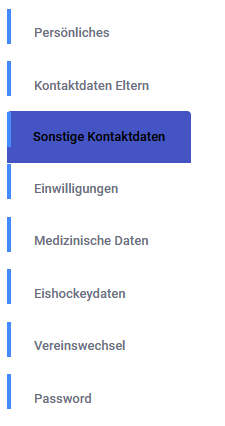 Persönliches
Kontaktdaten Eltern
Sonstige Kontaktdaten
Einwilligungen
Medizinische Daten
Eishockeydaten
Vereinswechsel
Password